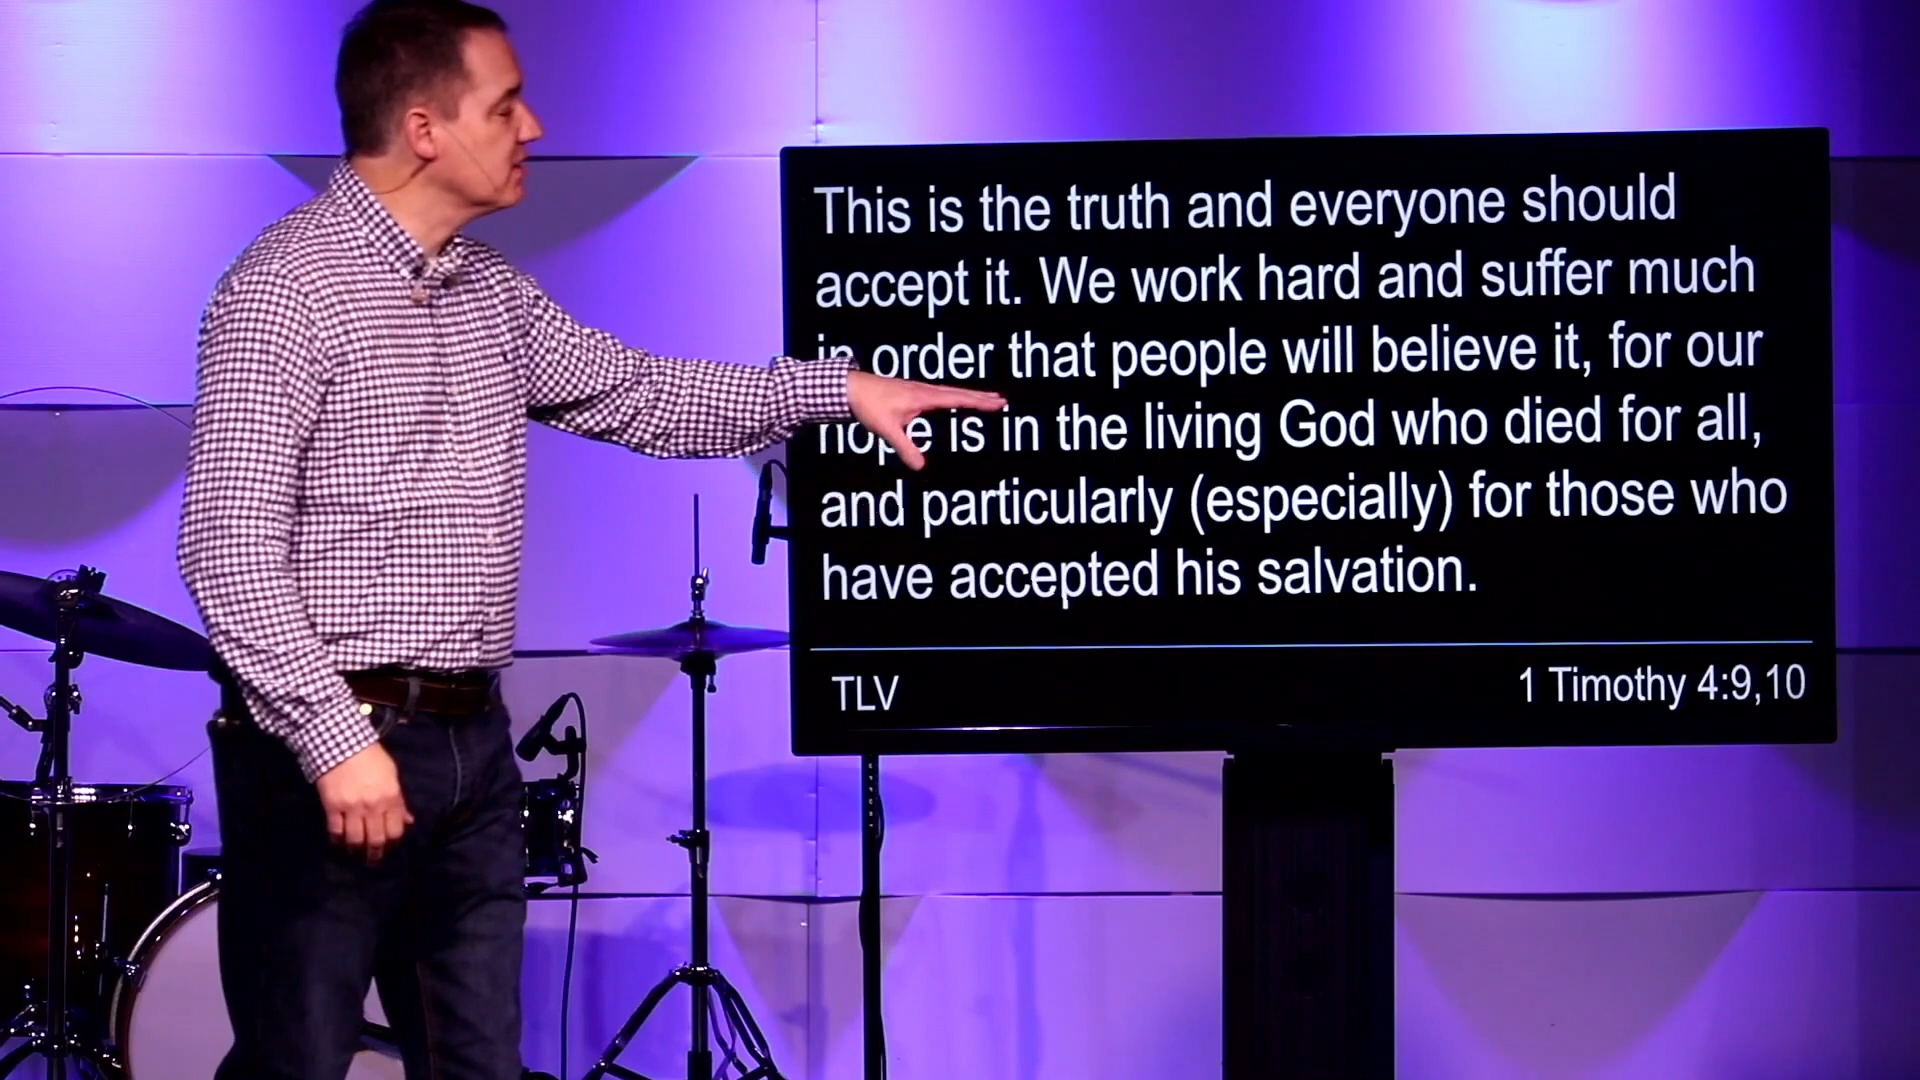 This is the truth and everyone should
accept it. We work hard and suffer much
in order that people will believe it, for our
hope is in the living God who died for all,
and particularly (especially) for those who
have accepted his salvation.
TLV
1 Timothy 4:9,10